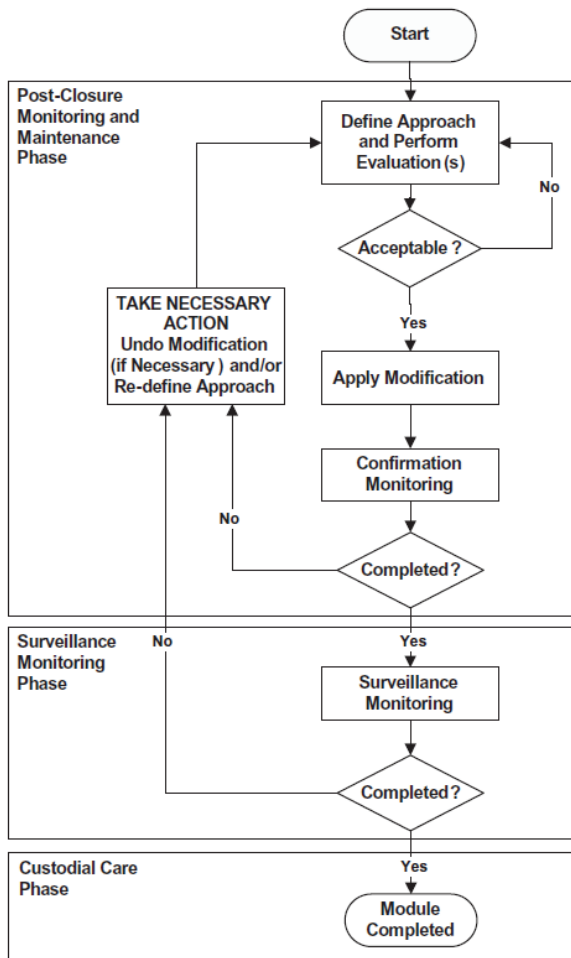 Start
Post-Closure
Monitoring and
Maintenance
Phase
Define Approach
and Perform
Evaluation (s)
No
Acceptable ?
TAKE NECESSARY
ACTION
Undo Modification
(if Necessary ) and/or
Re-define Approach
Yes
Apply Modification
Confirmation
Monitoring
No
Completed ?
Surveillance
Monitoring
Phase
No
Yes
Surveillance
Monitoring
Completed ?
Custodial Care
Phase
Yes
Module
Completed